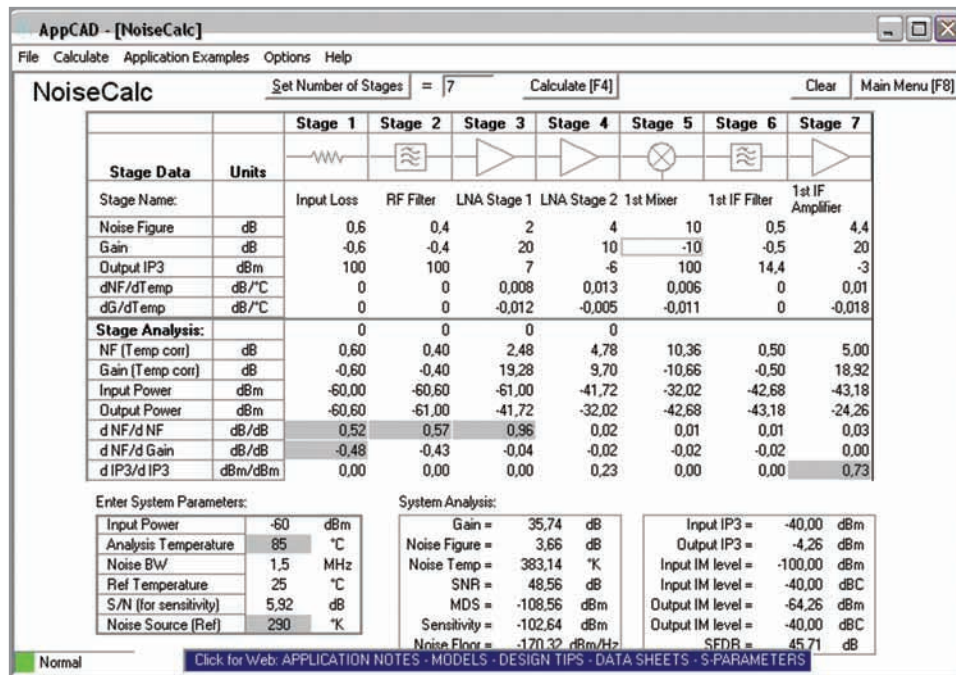 AppCAD - [NoiseCalc]
File Calculate Application Examples Options Help
NoiseCalc Set Number of Stages = 7 Calculate [F4] Clear Main Menu [F8]
Stage 1 Stage 2 Stage 3 Stage 4 Stage 5 Stage 6 Stage 7
Stage Data Units
Stage Name: Input Loss RF Filter LNA Stage 1 LNA Stage 2 1st Mixer 1st IF Filter 1st IF Amplifier
Noise Figure dB 0,6 0,4 2 4 10 0,5 4,4
Gain dB -0,6 -0,4 20 10 -10 -0,5 20
Output IP3 dBm 100 100 7 -6 100 14,4 -3
dNF/dTemp dB/°C 0 0 0,008 0,013 0,006 0 0,01
dG/dTemp dB/°C 0 0 -0,012 -0,005 -0,011 0 -0,018
Stage Analysis: 0 0 0 0
NF (Temp corr) dB 0,60 0,40 2,48 4,78 10,36 0,50 5,00
Gain (Temp corr) dB -0,60 -0,40 19,28 9,70 -10,66 -0,50 18,92
Input Power dBm -60,00 -60,60 -61,00 -41,72 -32,02 -42,68 -43,18
Output Power dBm -60,60 -61,00 -41,72 -32,02 -42,68 -43,18 -24,26
d NF/d NF dB/dB 0,52 0,57 0,96 0,02 0,01 0,01 0,03
d NF/d Gain dB/dB -0,48 -0,43 -0,04 -0,02 -0,02 -0,02 0,00
d IP3/d IP3 dBm/dBm 0,00 0,00 0,00 0,23 0,00 0,00 0,73
Enter System Parameters:
Input Power -60 dBm
Analysis Temperature 85 °C
Noise BW 1,5 MHz
Ref Temperature 25 °C
S/N (for sensitivity) 5,92 dB
Noise Source (Ref) 290 °K
System Analysis:
Gain = 35,74 dB
Noise Figure = 3,66 dB
Noise Temp = 383,14 °K
SNR = 48,56 dB
MDS = -108,56 dBm
Sensitivity = -102,64 dBm
Noise Floor = -170,32 dBm/Hz
Input IP3 = -40,00 dBm
Output IP3 = -4,26 dBm
Input IM level = -100,00 dBm
Input IM level = -40,00 dBC
Output IM level = -64,26 dBm
Output IM level = -40,00 dBC
SFDR = 45,71 dB
Normal Click for Web: APPLICATION NOTES - MODELS - DESIGN TIPS - DATA SHEETS - S-PARAMETERS